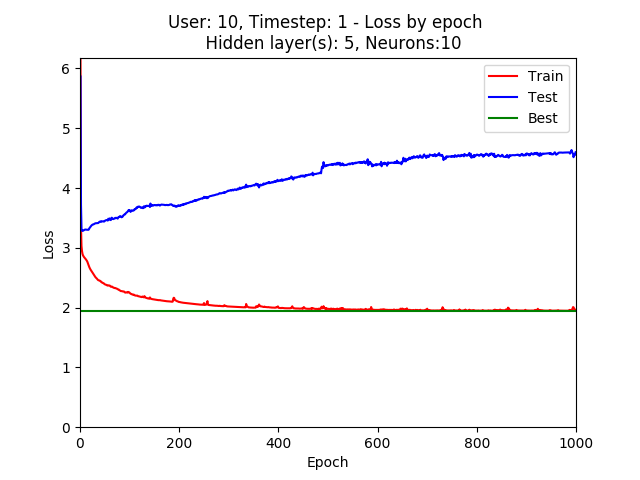 User: 10, Timestep: 1 - Loss by epoch
Hidden layer(s): 5, Neurons:10
Train
Test
Best
6
5
4
3
2
1
0
Loss
0 200 400 600 800 1000
Epoch